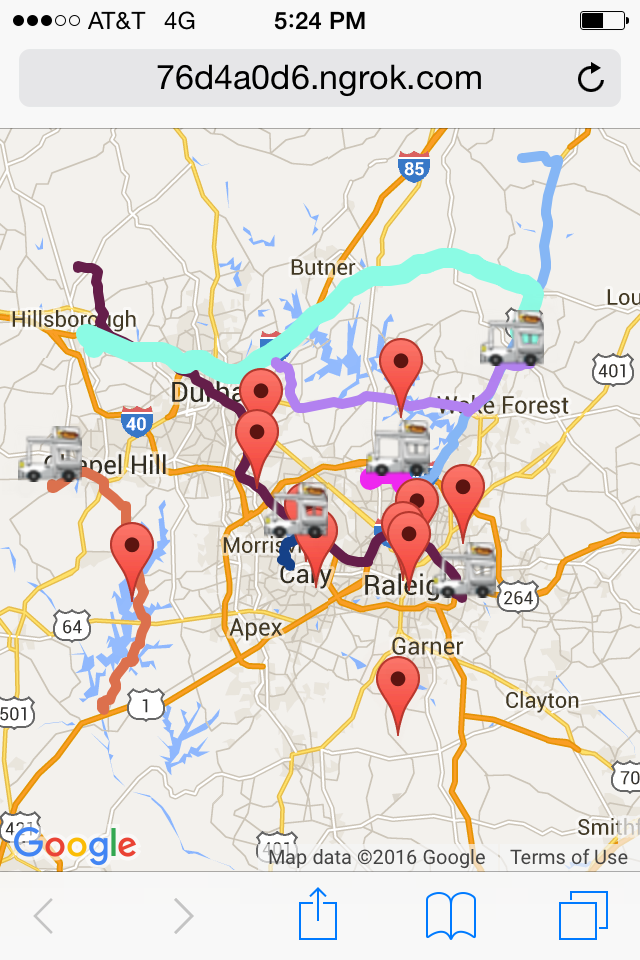 AT&T 4G 5:24 PM
76d4a0d6.ngrok.com
85
Butner
Hillsborough
Lou
401
Durha
Wake Forest
40
Chapel Hill
Morrisv
Cary
Raleig
264
64
Apex
Garner
1
Clayton
501
70
Smithf
421
Google
401
Map data ©2016 Google
Terms of Use